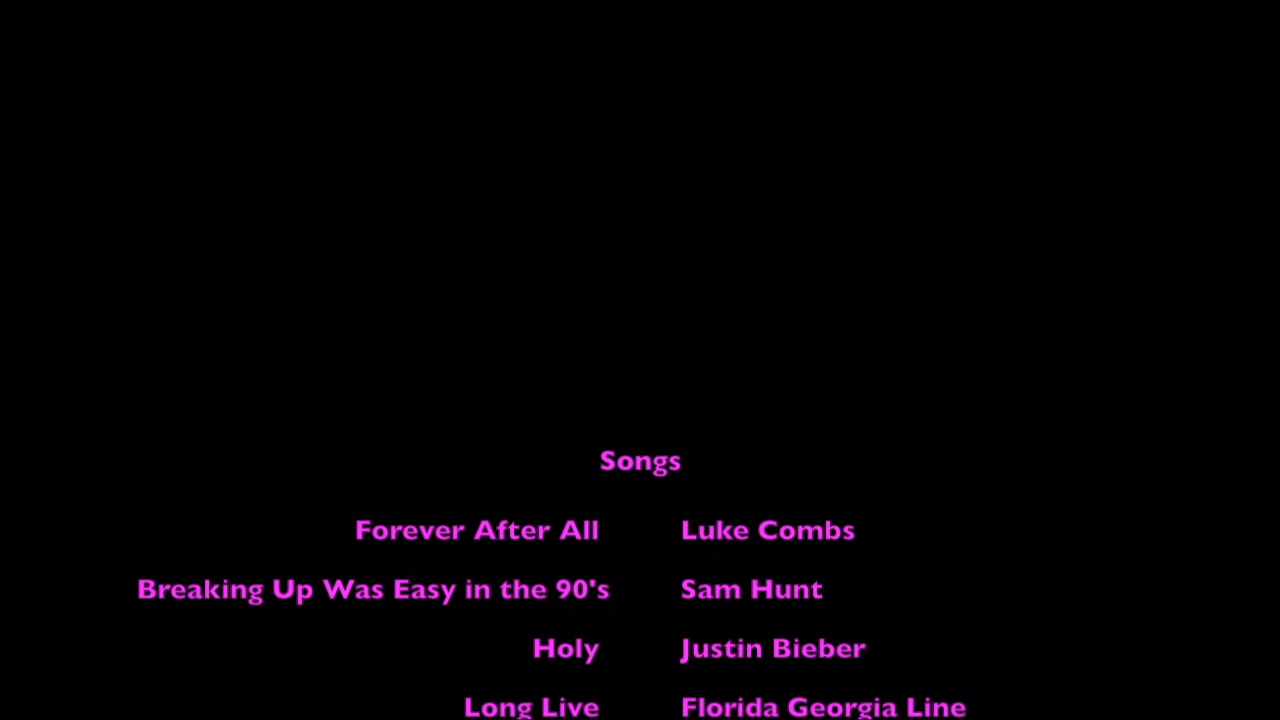 Songs
Forever After All Luke Combs
Breaking Up Was Easy in the 90's Sam Hunt
Holy Justin Bieber
Long Live Florida Georgia Line